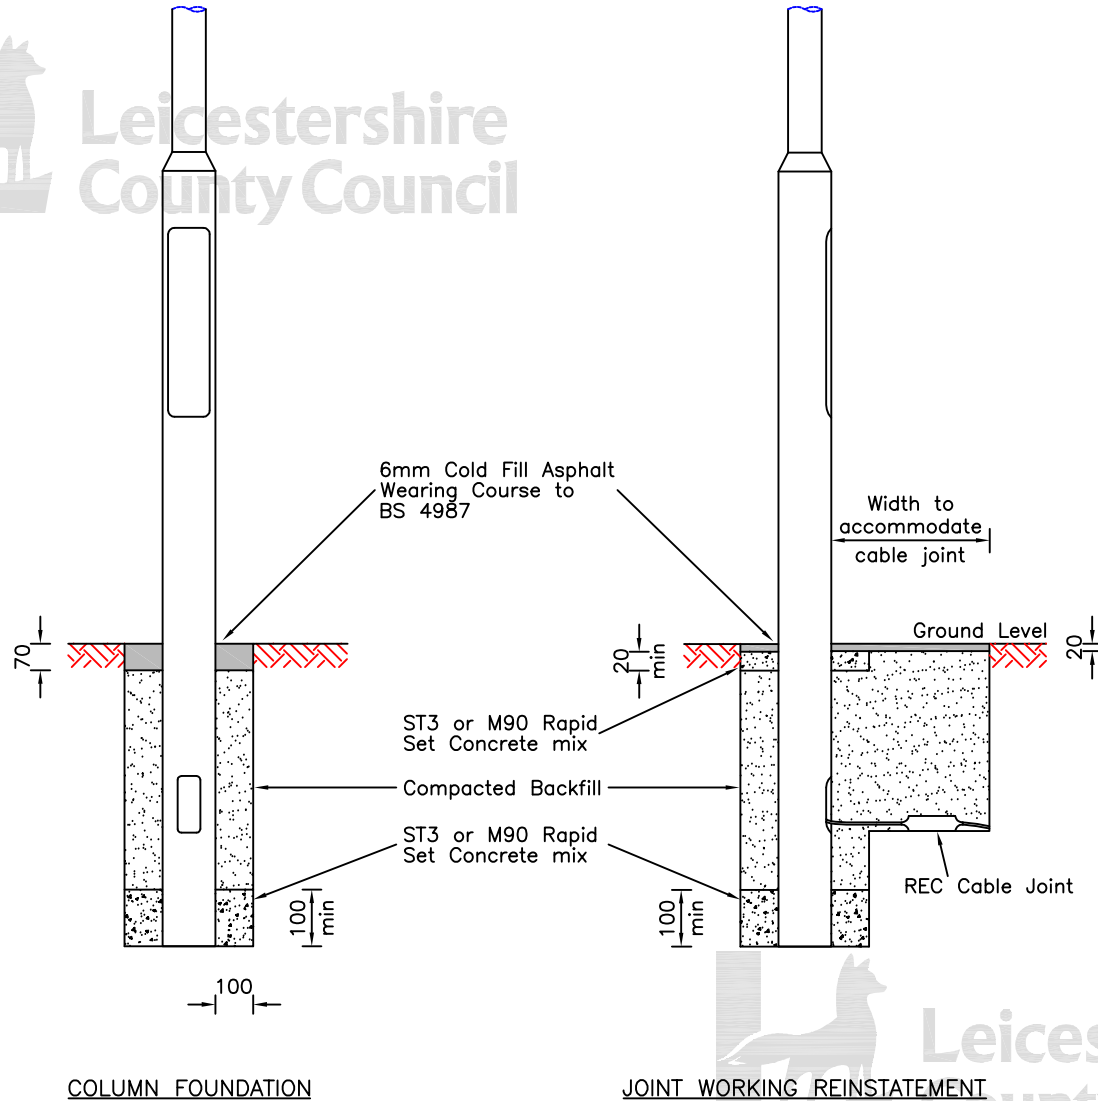 Leicestershire
County Council
6mm Cold Fill Asphalt
Wearing Course to
BS 4987
Width to
accommodate
cable joint
Ground Level
70
20
min
20
ST3 or M90 Rapid
Set Concrete mix
Compacted Backfill
ST3 or M90 Rapid
Set Concrete mix
REC Cable Joint
100
min
100
min
100
Leices
County
COLUMN FOUNDATION
JOINT WORKING REINSTATEMENT